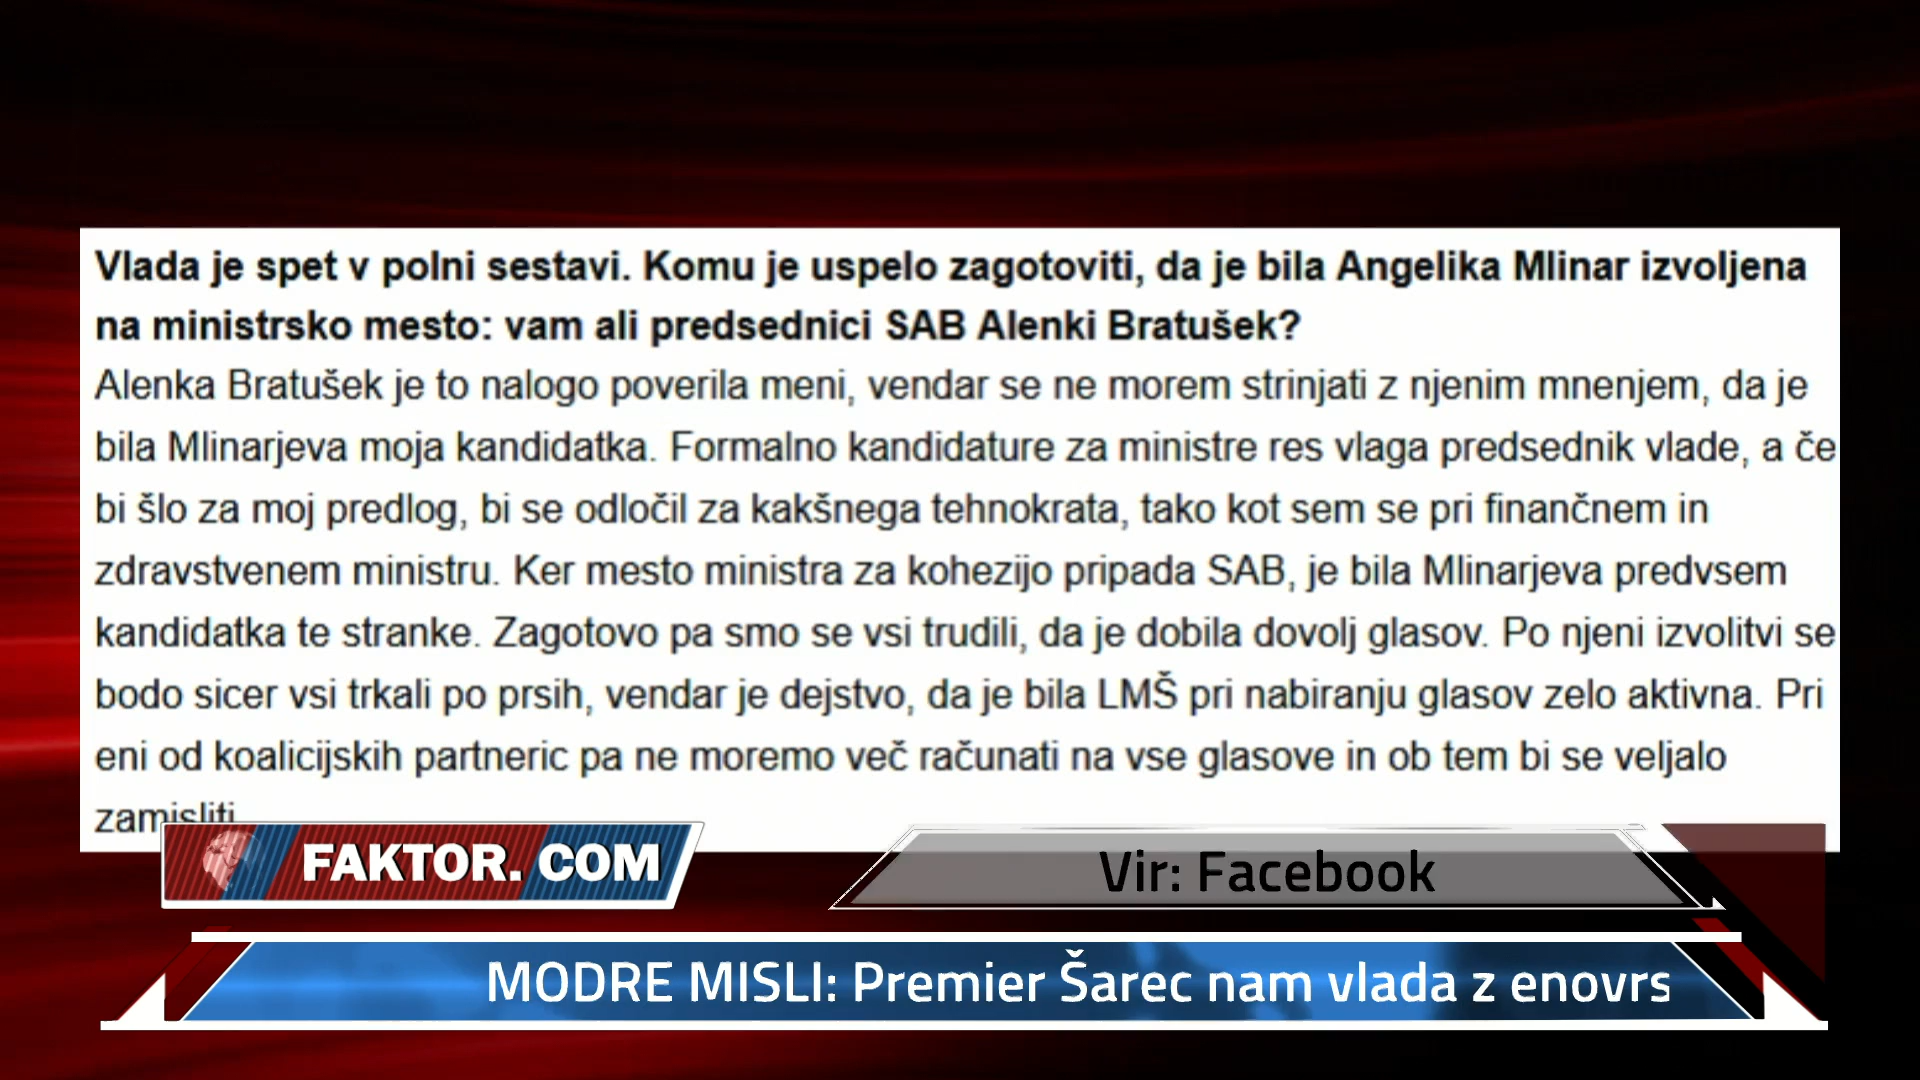 Vlada je spet v polni sestavi. Komu je uspelo zagotoviti, da je bila Angelika Mlinar izvoljena
na ministrsko mesto: vam ali predsednici SAB Alenki Bratušek?
Alenka Bratušek je to nalogo poverila meni, vendar se ne morem strinjati z njenim mnenjem, da je
bila Mlinarjeva moja kandidatka. Formalno kandidature za ministre res vlaga predsednik vlade, a če
bi šlo za moj predlog, bi se odločil za kakšnega tehnokrata, tako kot sem se pri finančnem in
zdravstvenem ministru. Ker mesto ministra za kohezijo pripada SAB, je bila Mlinarjeva predvsem
kandidatka te stranke. Zagotovo pa smo se vsi trudili, da je dobila dovolj glasov. Po njeni izvolitvi se
bodo sicer vsi trkali po prsih, vendar je dejstvo, da je bila LMŠ pri nabiranju glasov zelo aktivna. Pri
eni od koalicijskih partneric pa ne moremo več računati na vse glasove in ob tem bi se veljalo
zamisliti.
FAKTOR. COM
Vir: Facebook
MODRE MISLI: Premier Šarec nam vlada z enovrs